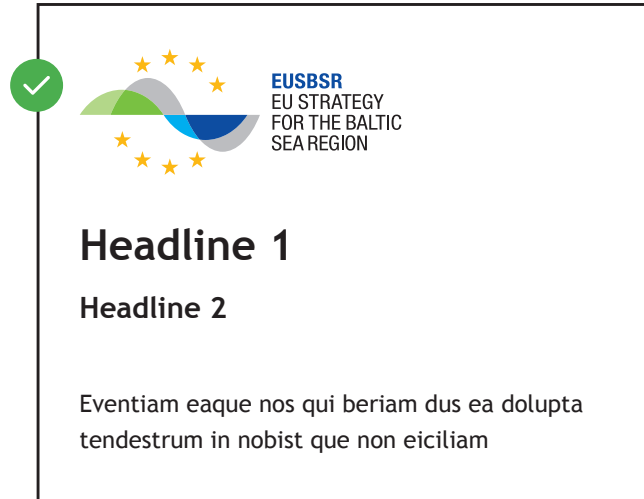 EUSBSR
EU STRATEGY
FOR THE BALTIC
SEA REGION
Headline 1
Headline 2
Eventiam eaque nos qui beriam dus ea dolupta
tendestrum in nobist que non eiciliam